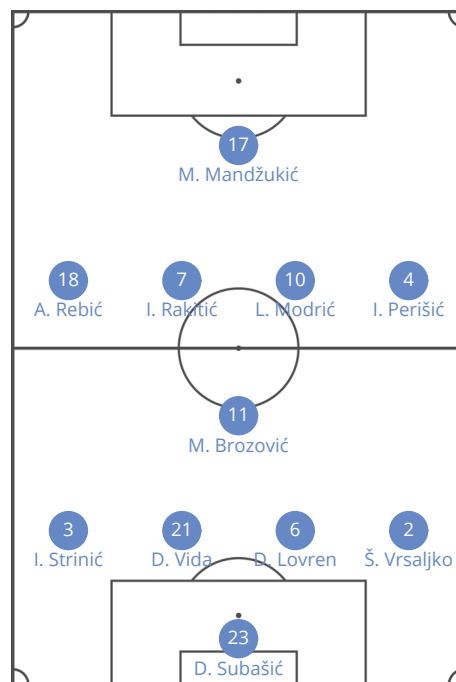 17
M. Mandžukić
18
A. Rebić
7
I. Rakitić
10
L. Modrić
4
I. Perišić
11
M. Brozović
3
I. Strinić
21
D. Vida
6
D. Lovren
2
Š. Vrsaljko
23
D. Subašić